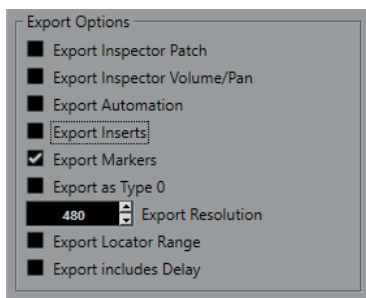 Export Options
Export Inspector Patch
Export Inspector Volume/Pan
Export Automation
Export Inserts
Export Markers
Export as Type 0
480 Export Resolution
Export Locator Range
Export includes Delay